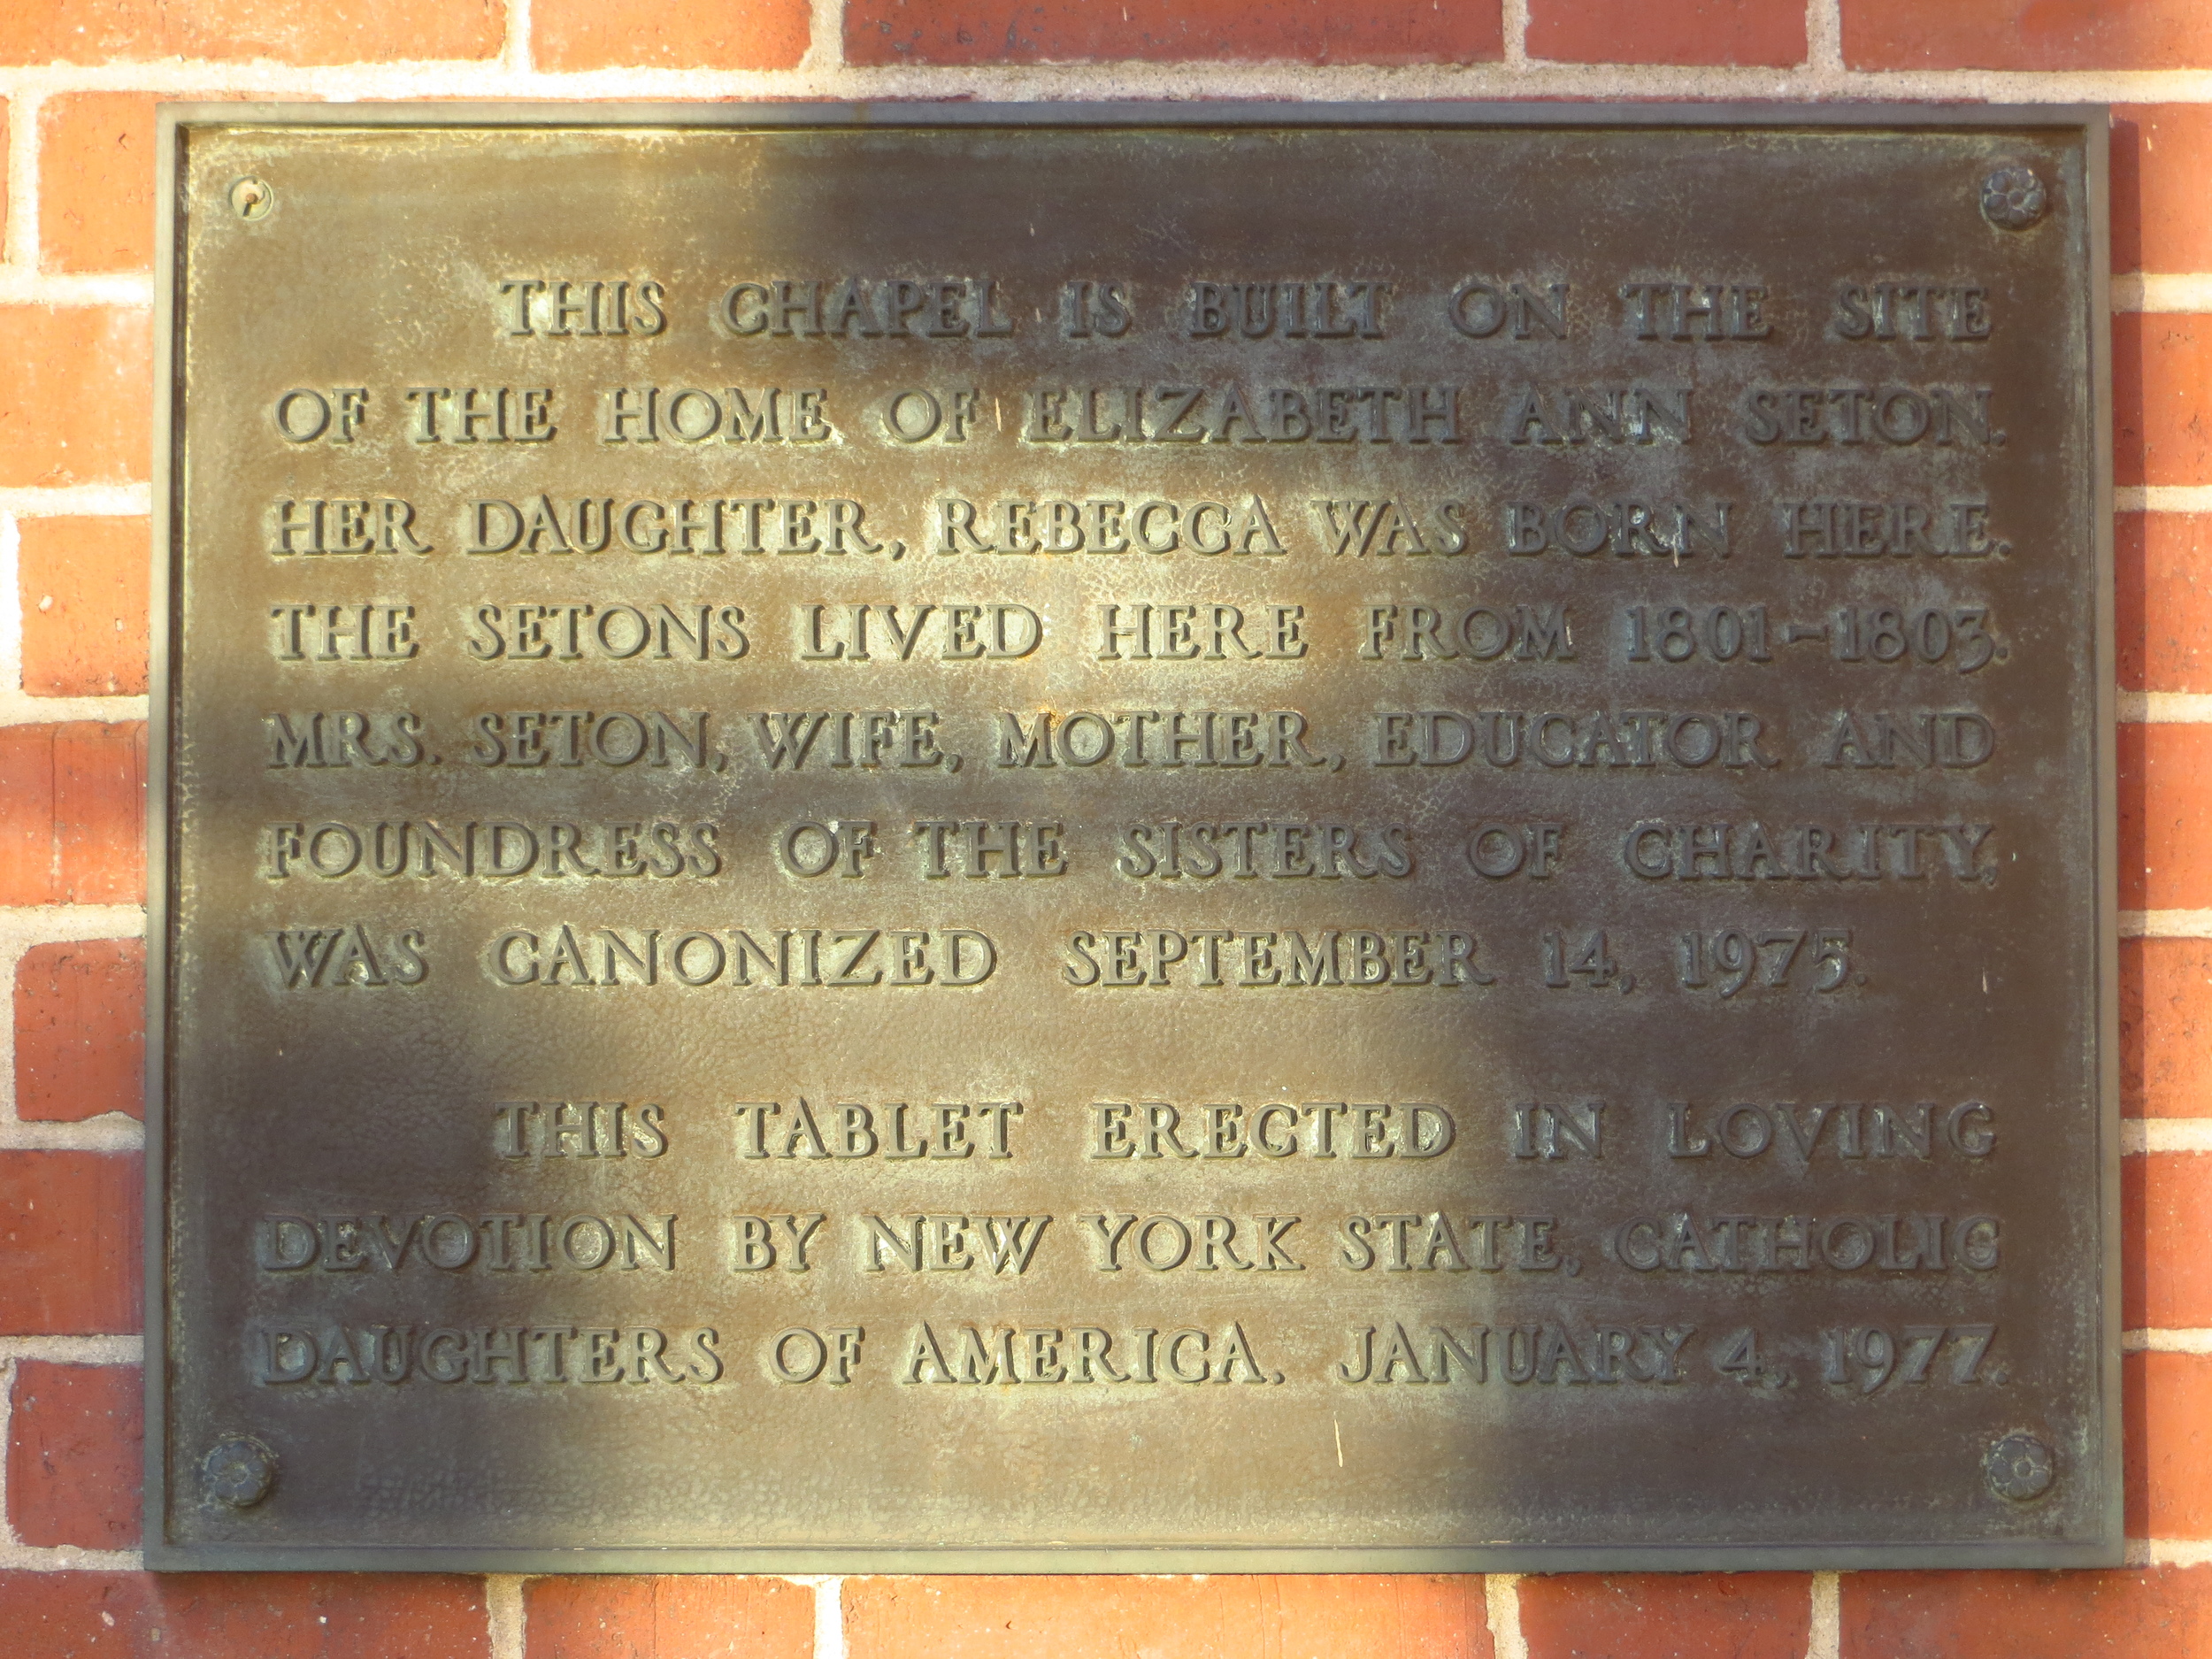 THIS CHAPEL IS BUILT ON THE SITE
OF THE HOME OF ELIZABETH ANN SETON.
HER DAUGHTER, REBECCA WAS BORN HERE.
THE SETONS LIVED HERE FROM 1801-1803.
MRS. SETON, WIFE, MOTHER, EDUCATOR AND
FOUNDRESS OF THE SISTERS OF CHARITY,
WAS CANONIZED SEPTEMBER 14, 1975.
THIS TABLET ERECTED IN LOVING
DEVOTION BY NEW YORK STATE, CATHOLIC
DAUGHTERS OF AMERICA. JANUARY 4, 1977.